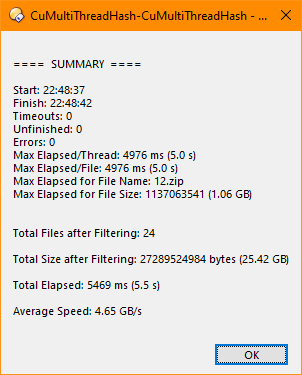 CuMultiThreadHash-CuMultiThreadHash - ...
==== SUMMARY ====
Start: 22:48:37
Finish: 22:48:42
Timeouts: 0
Unfinished: 0
Errors: 0
Max Elapsed/Thread: 4976 ms (5.0 s)
Max Elapsed/File: 4976 ms (5.0 s)
Max Elapsed for File Name: 12.zip
Max Elapsed for File Size: 1137063541 (1.06 GB)
Total Files after Filtering: 24
Total Size after Filtering: 27289524984 bytes (25.42 GB)
Total Elapsed: 5469 ms (5.5 s)
Average Speed: 4.65 GB/s
OK